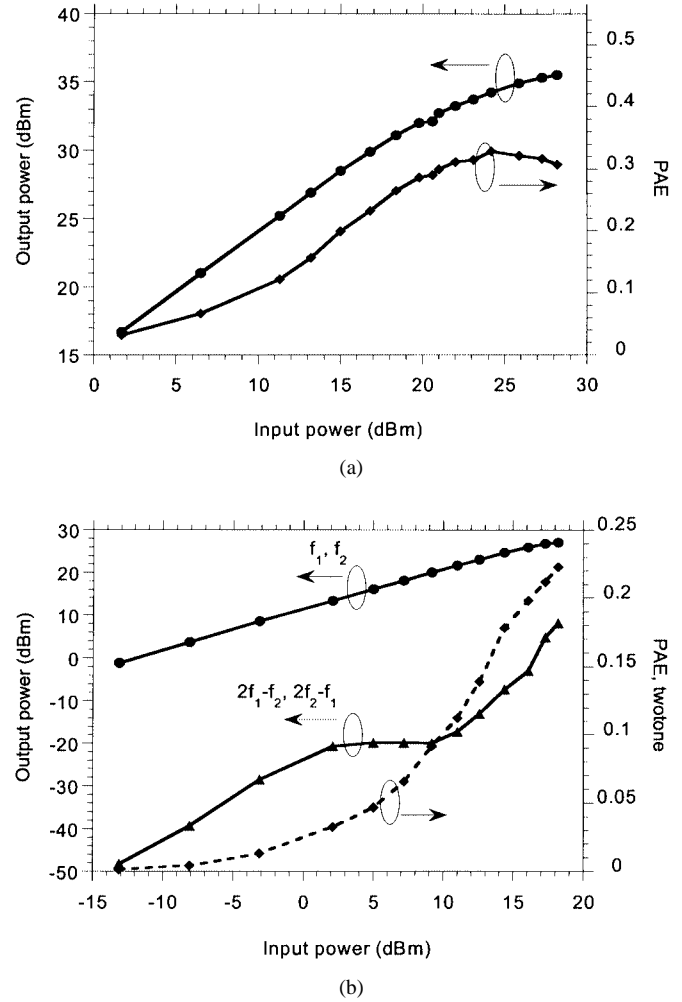 40
35
30
25
20
15
Output power (dBm)
0.5
0.4
0.3
0.2
0.1
0
PAE
0 5 10 15 20 25 30
Input power (dBm)
(a)
30
20
10
0
-10
-20
-30
-40
-50
Output power (dBm)
f1, f2
2f1-f2, 2f2-f1
0.25
0.2
0.15
0.1
0.05
0
PAE, twotone
-15 -10 -5 0 5 10 15 20
Input power (dBm)
(b)